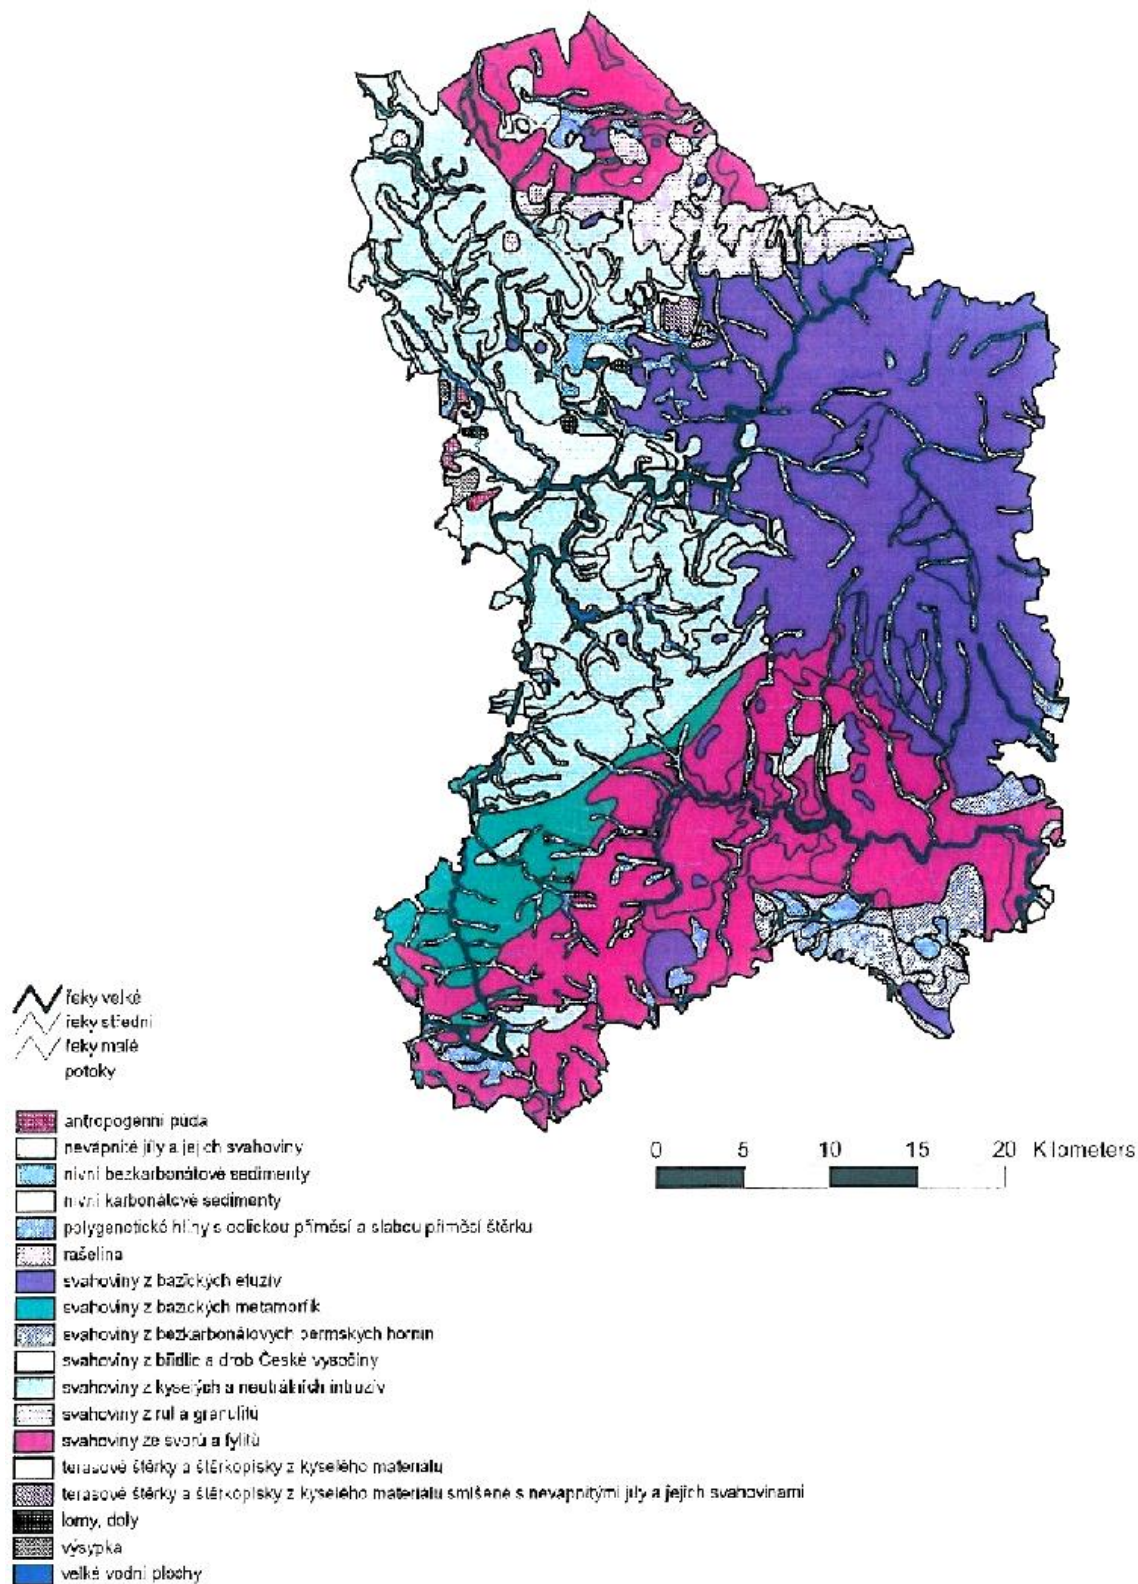 řeky velké
řeky střední
řeky malé
potoky
antropogenní půda
nevápnité jíly a jejich svahoviny
nivní bezkarbonátové sedimenty
nivní karbonátové sedimenty
polygenetické hlíny s eolickou příměsí a slabou příměsí štěrku
rašelina
svahoviny z bazických efuzív
svahoviny z bazických metamorfik
svahoviny z bezkarbonátových permských hornin
svahoviny z břidlic a drob České vysočiny
svahoviny z kyselých a neutrálních intruzív
svahoviny z rul a granulitů
svahoviny ze svorů a fylitů
terasové štěrky a štěrkopísky z kyselého materiálu
terasové štěrky a štěrkopísky z kyselého materiálu smíšené s nevápnitými jíly a jejich svahovinami
lomy, doly
výsypka
velké vodní plochy
0 5 10 15 20 Kilometers